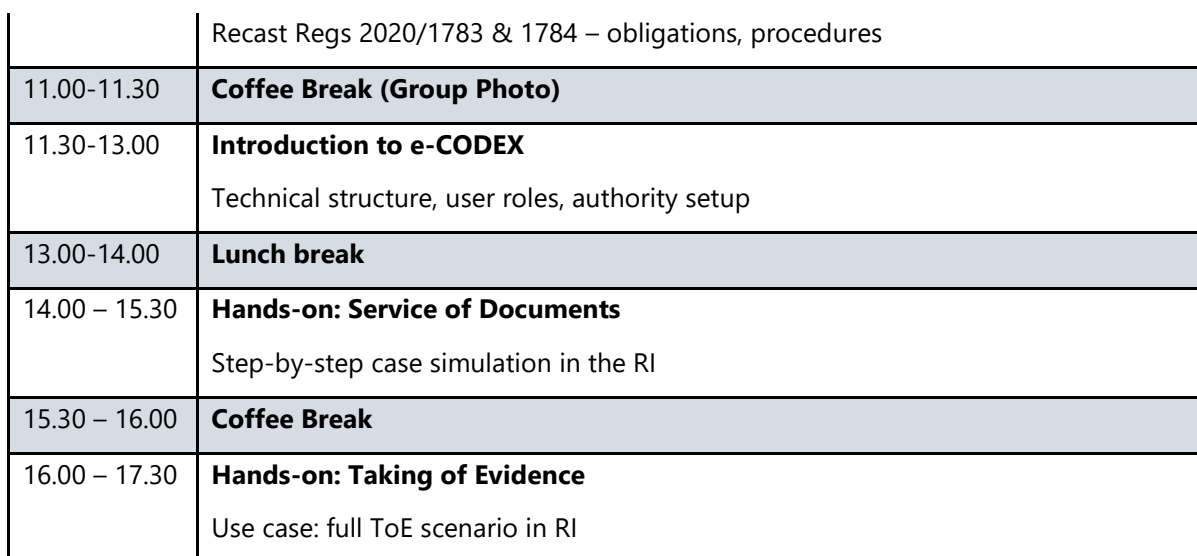 Recast Regs 2020/1783 & 1784 – obligations, procedures
11.00-11.30 Coffee Break (Group Photo)
11.30-13.00 Introduction to e-CODEX
Technical structure, user roles, authority setup
13.00-14.00 Lunch break
14.00 – 15.30 Hands-on: Service of Documents
Step-by-step case simulation in the RI
15.30 – 16.00 Coffee Break
16.00 – 17.30 Hands-on: Taking of Evidence
Use case: full ToE scenario in RI